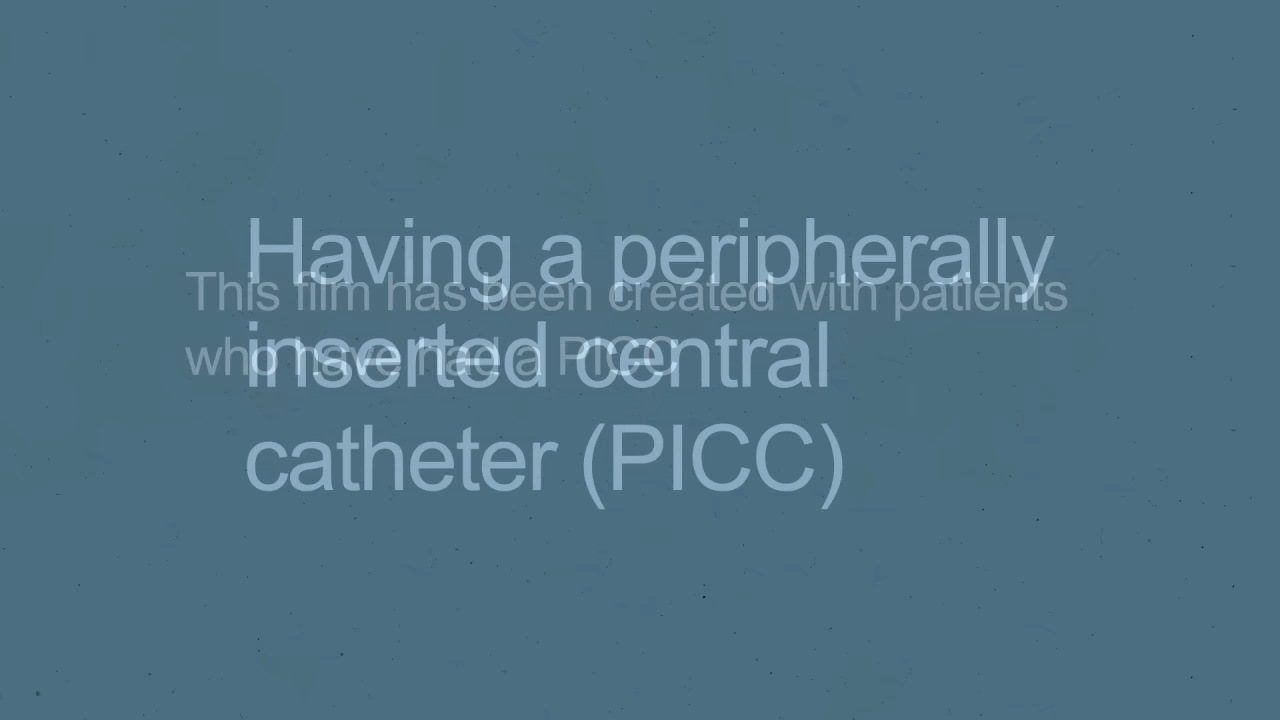 Having a peripherally
inserted central
catheter (PICC)
This film has been created with patients
who have had a PICC